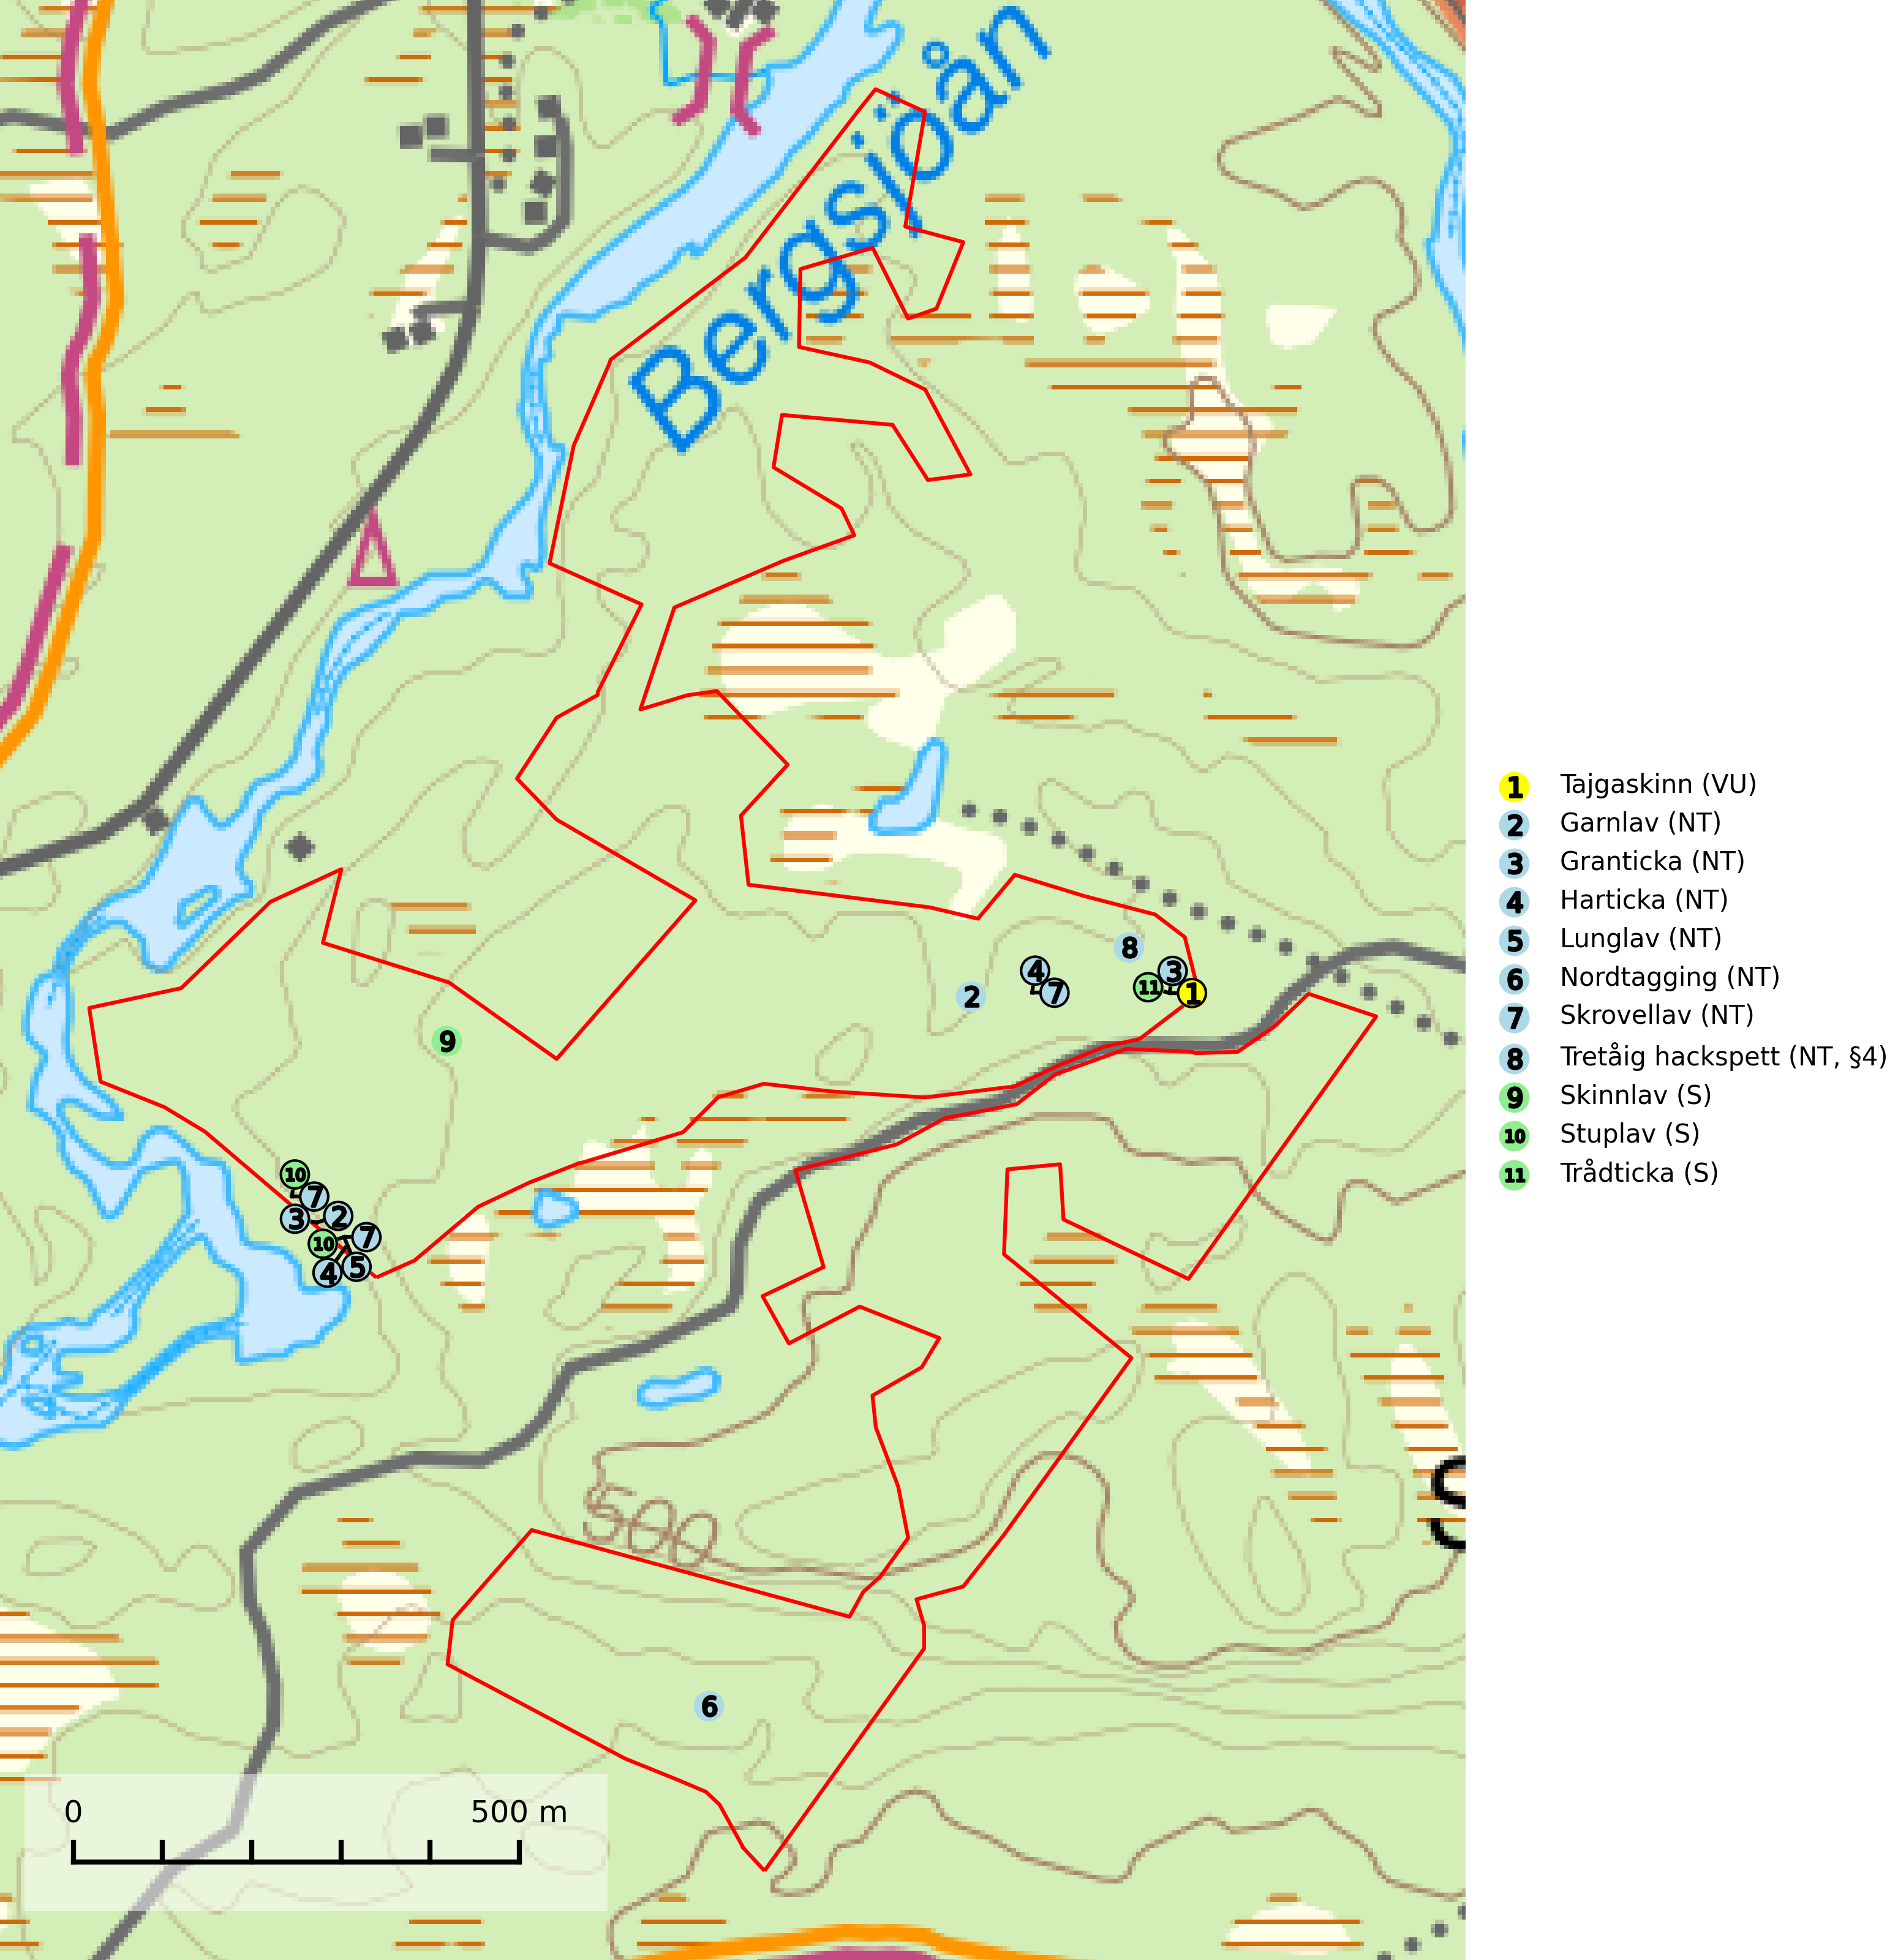 Bergsjöån
1 Tajgaskinn (VU)
2 Garnlav (NT)
3 Granticka (NT)
4 Harticka (NT)
5 Lunglav (NT)
6 Nordtagging (NT)
7 Skrovellav (NT)
8 Tretåig hackspett (NT, §4)
9 Skinnlav (S)
10 Stuplav (S)
11 Trådticka (S)
8
4
3
2
7
11
1
9
10
7
3
2
10
7
4
5
500
6
0 500 m